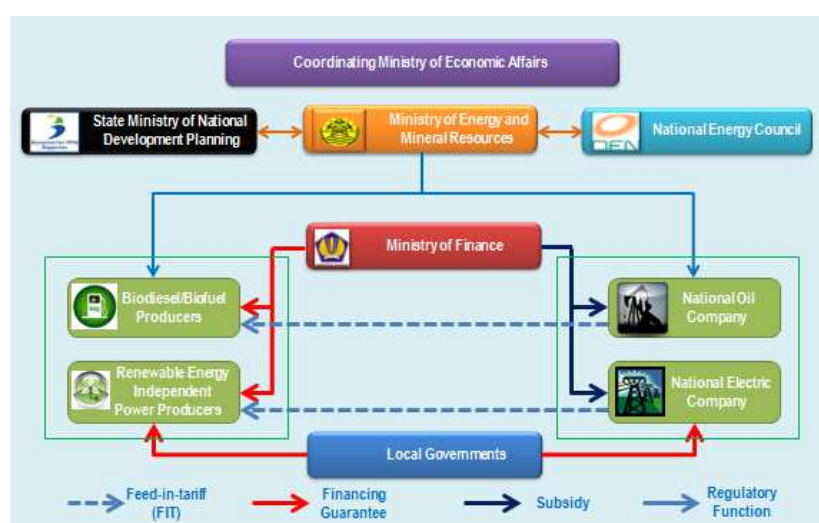 Coordinating Ministry of Economic Affairs
State Ministry of National
Development Planning
Ministry of Energy and
Mineral Resources
National Energy Council
DEN
Ministry of Finance
Biodiesel/Biofuel
Producers
National Oil
Company
Renewable Energy
Independent
Power Producers
National Electric
Company
Local Governments
Feed-in-tariff
(FIT)
Financing
Guarantee
Subsidy
Regulatory
Function